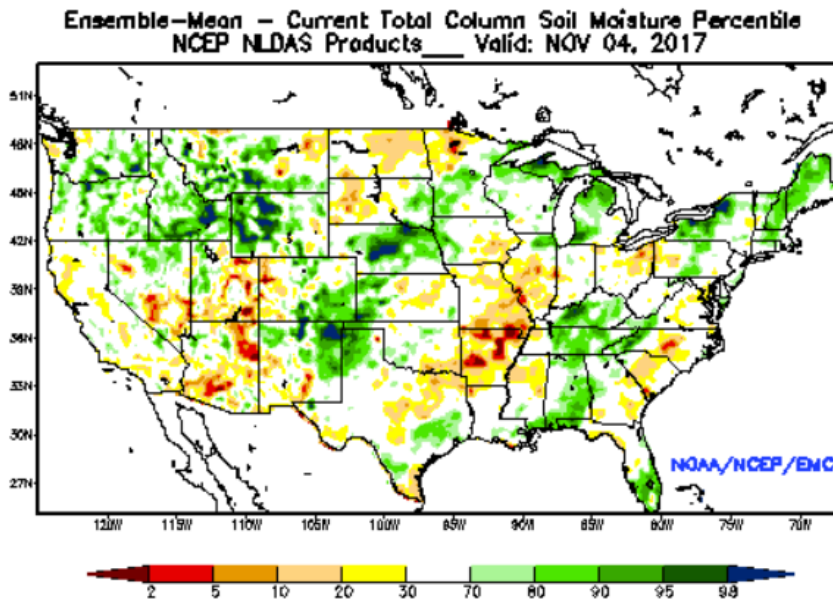 Ensemble-Mean - Current Total Column Soil Moisture Percentile
NCEP NLDAS Products___ Valid: NOV 04, 2017
51N
48N
45N
42N
39N
36N
33N
30N
27N
NOAA/NCEP/EMC
120W 115W 110W 105W 100W 95W 90W 85W 80W 75W 70W
2 5 10 20 30 70 80 90 95 98